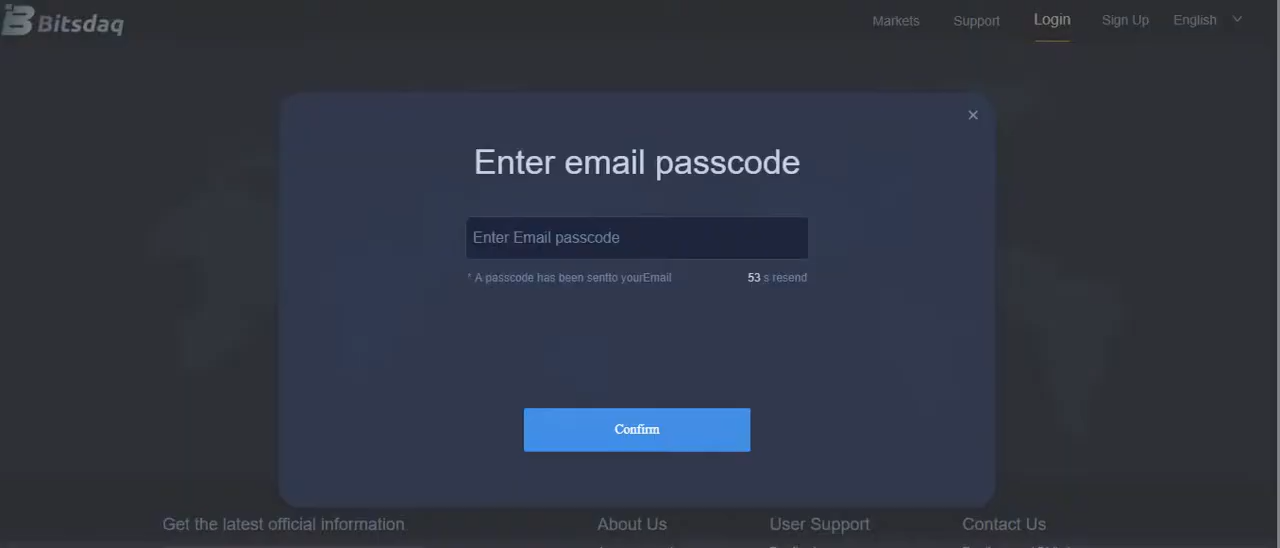 Bitsdaq
Markets Support Login Sign Up English
×
Enter email passcode
Enter Email passcode
* A passcode has been sentto yourEmail 53 s resend
Confirm
Get the latest official information About Us User Support Contact Us